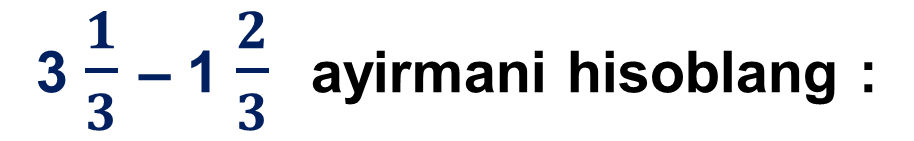 3 1/3 – 1 2/3 ayirmani hisoblang :